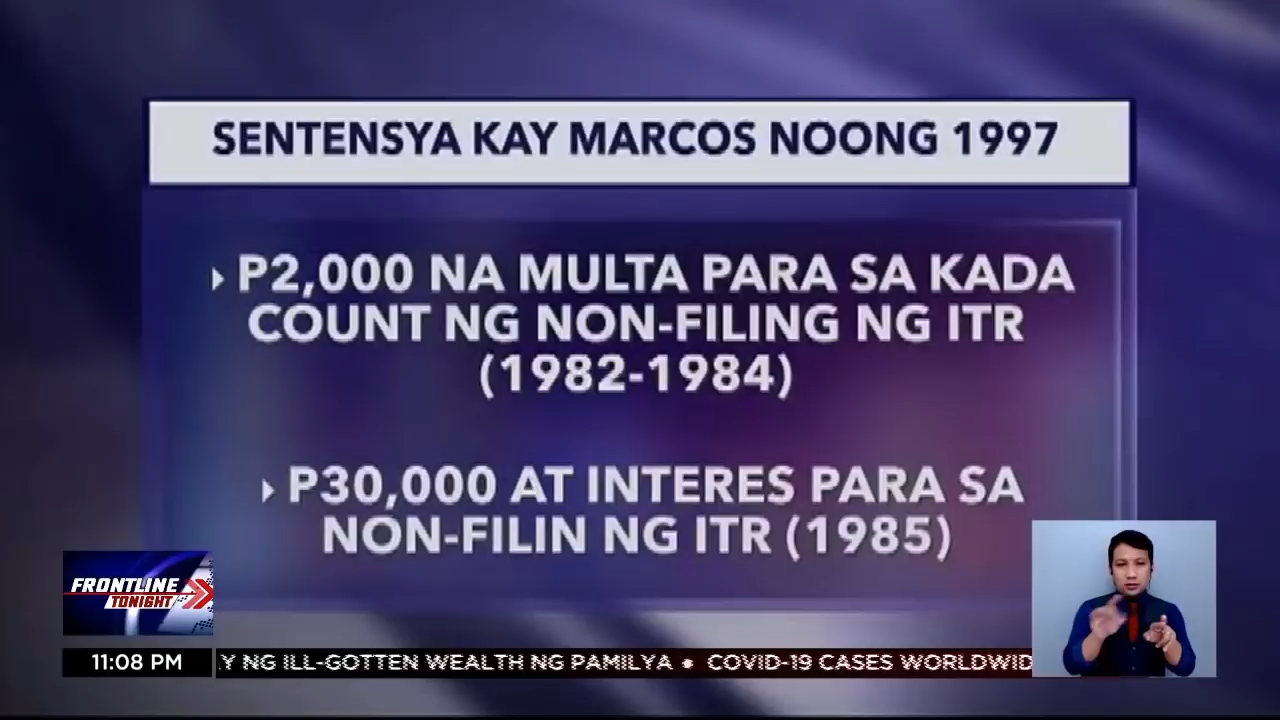 SENTENSYA KAY MARCOS NOONG 1997
P2,000 NA MULTA PARA SA KADA
COUNT NG NON-FILING NG ITR
(1982-1984)
P30,000 AT INTERES PARA SA
NON-FILIN NG ITR (1985)
FRONTLINE
TONIGHT
11:08 PM
Y NG ILL-GOTTEN WEALTH NG PAMILYA • COVID-19 CASES WORLDWID